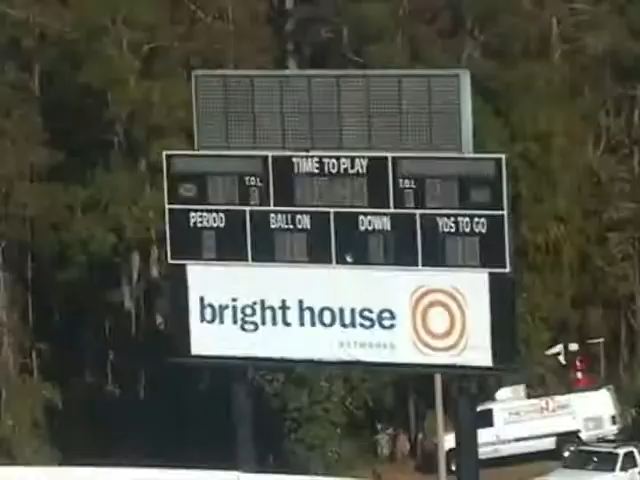 TIME TO PLAY
T.O.L
T.O.L
PERIOD
BALL ON
DOWN
YDS TO GO
bright house
NETWORKS